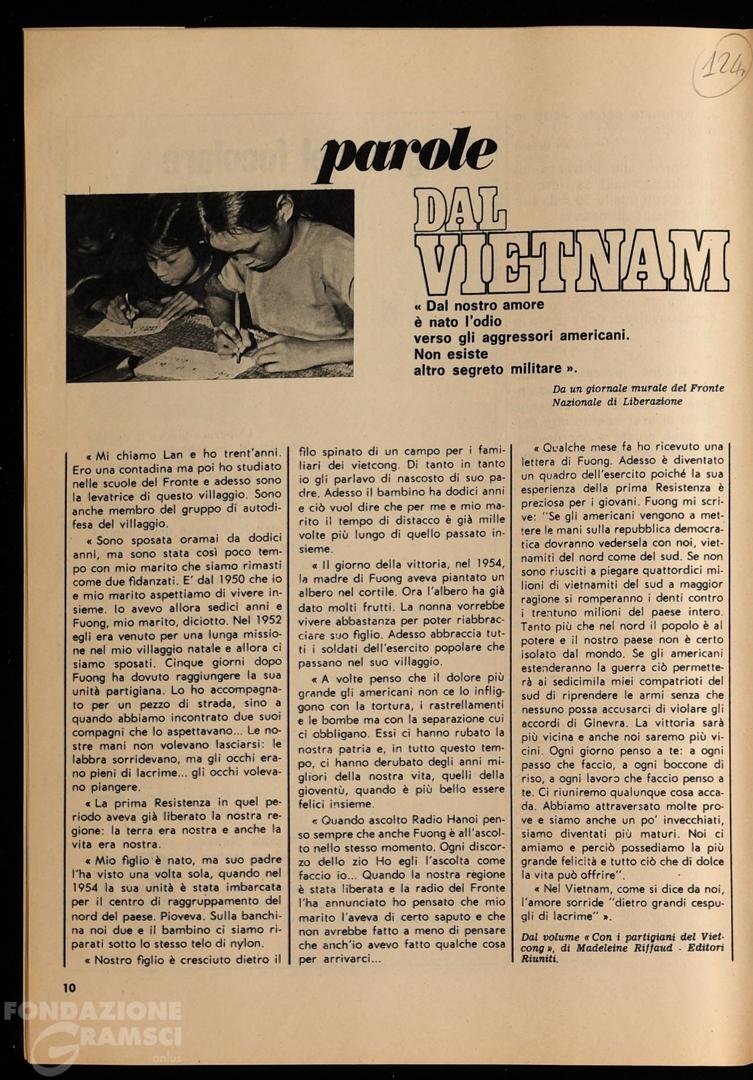 124
parole
DAL
VIETNAM
« Dal nostro amore
è nato l'odio
verso gli aggressori americani.
Non esiste
altro segreto militare ».
Da un giornale murale del Fronte
Nazionale di Liberazione
« Mi chiamo Lan e ho trent'anni.
Ero una contadina ma poi ho studiato
nelle scuole del Fronte e adesso sono
la levatrice di questo villaggio. Sono
anche membro del gruppo di autodi-
fesa del villaggio.
« Sono sposata oramai da dodici
anni, ma sono stata così poco tem-
po con mio marito che siamo rimasti
come due fidanzati. E' dal 1950 che io
e mio marito aspettiamo di vivere in-
sieme. Io avevo allora sedici anni e
Fuong, mio marito, diciotto. Nel 1952
egli era venuto per una lunga missio-
ne nel mio villaggio natale e allora ci
siamo sposati. Cinque giorni dopo
Fuong ha dovuto raggiungere la sua
unità partigiana. Lo ho accompagna-
to per un pezzo di strada, sino a
quando abbiamo incontrato due suoi
compagni che lo aspettavano... Le no-
stre mani non volevano lasciarsi: le
labbra sorridevano, ma gli occhi era-
no pieni di lacrime... gli occhi voleva-
no piangere.
« La prima Resistenza in quel pe-
riodo aveva già liberato la nostra re-
gione: la terra era nostra e anche la
vita era nostra.
« Mio figlio è nato, ma suo padre
l'ha visto una volta sola, quando nel
1954 la sua unità è stata imbarcata
per il centro di raggruppamento del
nord del paese. Pioveva. Sulla banchi-
na noi due e il bambino ci siamo ri-
parati sotto lo stesso telo di nylon.
« Nostro figlio è cresciuto dietro il
filo spinato di un campo per i fami-
liari dei vietcong. Di tanto in tanto
io gli parlavo di nascosto di suo pa-
dre. Adesso il bambino ha dodici anni
e ciò vuol dire che per me e mio ma-
rito il tempo di distacco è già mille
volte più lungo di quello passato in-
sieme.
« Il giorno della vittoria, nel 1954,
la madre di Fuong aveva piantato un
albero nel cortile. Ora l'albero ha già
dato molti frutti. La nonna vorrebbe
vivere abbastanza per poter riabbrac-
ciare suo figlio. Adesso abbraccia tut-
ti i soldati dell'esercito popolare che
passano nel suo villaggio.
« A volte penso che il dolore più
grande gli americani non ce lo inflig-
gono con la tortura, i rastrellamenti
e le bombe ma con la separazione cui
ci obbligano. Essi ci hanno rubato la
nostra patria e, in tutto questo tem-
po, ci hanno derubato degli anni mi-
gliori della nostra vita, quelli della
gioventù, quando è più bello essere
felici insieme.
« Quando ascolto Radio Hanoi pen-
so sempre che anche Fuong è all'ascol-
to nello stesso momento. Ogni discor-
zo dello zio Ho egli l'ascolta come
faccio io... Quando la nostra regione
è stata liberata e la radio del Fronte
l'ha annunciato ho pensato che mio
marito l'aveva di certo saputo e che
non avrebbe fatto a meno di pensare
che anch'io avevo fatto qualche cosa
per arrivarci...
« Qualche mese fa ho ricevuto una
lettera di Fuong. Adesso è diventato
un quadro dell'esercito poiché la sua
esperienza della prima Resistenza è
preziosa per i giovani. Fuong mi scri-
ve: "Se gli americani vengono a met-
tere le mani sulla repubblica democra-
tica dovranno vedersela con noi, viet-
namiti del nord come del sud. Se non
sono riusciti a piegare quattordici mi-
lioni di vietnamiti del sud a maggior
ragione si romperanno i denti contro
i trentuno milioni del paese intero.
Tanto più che nel nord il popolo è al
potere e il nostro paese non è certo
isolato dal mondo. Se gli americani
estenderanno la guerra ciò permette-
rà ai sedicimila miei compatrioti del
sud di riprendere le armi senza che
nessuno possa accusarci di violare gli
accordi di Ginevra. La vittoria sarà
più vicina e anche noi saremo più vi-
cini. Ogni giorno penso a te: a ogni
passo che faccio, a ogni boccone di
riso, a ogni lavoro che faccio penso a
te. Ci riuniremo qualunque cosa acca-
da. Abbiamo attraversato molte pro-
ve e siamo anche un po' invecchiati,
siamo diventati più maturi. Noi ci
amiamo e perciò possediamo la più
grande felicità e tutto ciò che di dolce
la vita può offrire".
« Nel Vietnam, come si dice da noi,
l'amore sorride "dietro grandi cespu-
gli di lacrime" ».
Dal volume « Con i partigiani del Viet-
cong », di Madeleine Riffaud - Editori
Riuniti.
10
FONDAZIONE
GRAMSCI
onlus